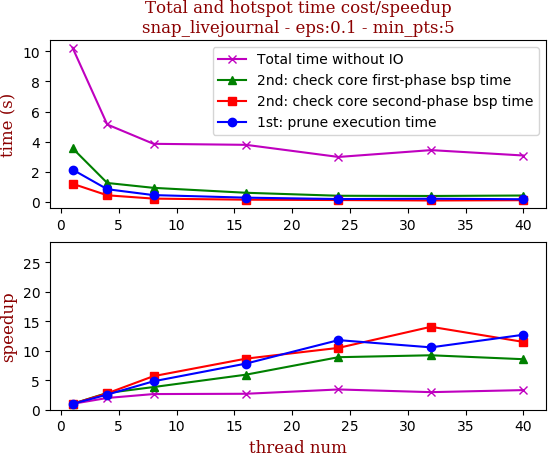 Total and hotspot time cost/speedup
snap_livejournal - eps:0.1 - min_pts:5
time (s)
10
8
6
4
2
0
Total time without IO
2nd: check core first-phase bsp time
2nd: check core second-phase bsp time
1st: prune execution time
0 5 10 15 20 25 30 35 40
speedup
25
20
15
10
5
0
0 5 10 15 20 25 30 35 40
thread num